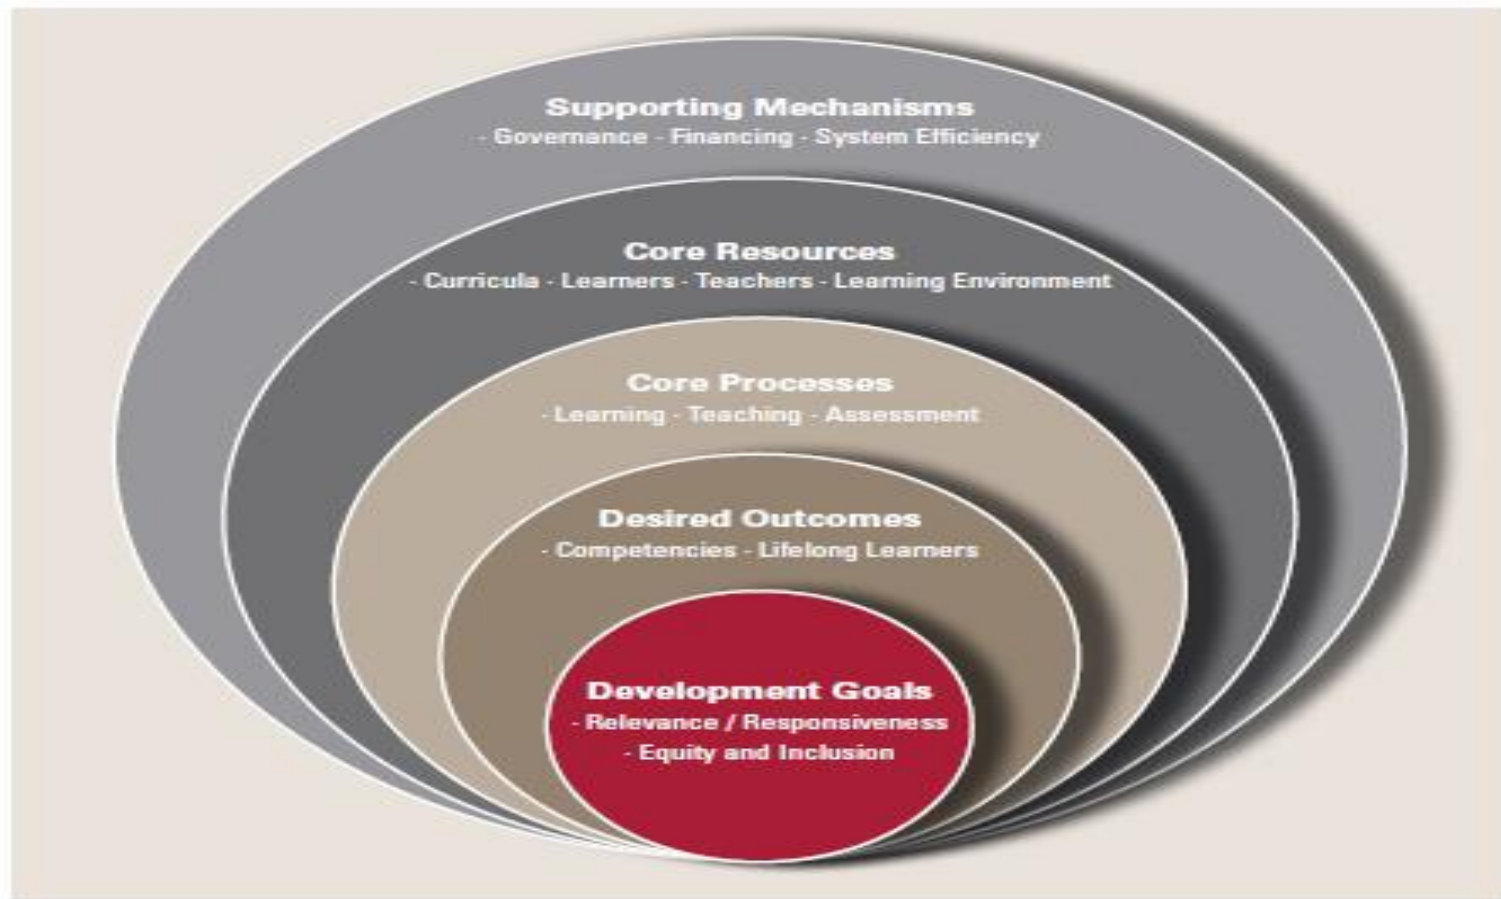 Supporting Mechanisms
- Governance - Financing - System Efficiency
Core Resources
- Curricula - Learners - Teachers - Learning Environment
Core Processes
- Learning - Teaching - Assessment
Desired Outcomes
- Competencies - Lifelong Learners
Development Goals
- Relevance / Responsiveness
- Equity and Inclusion